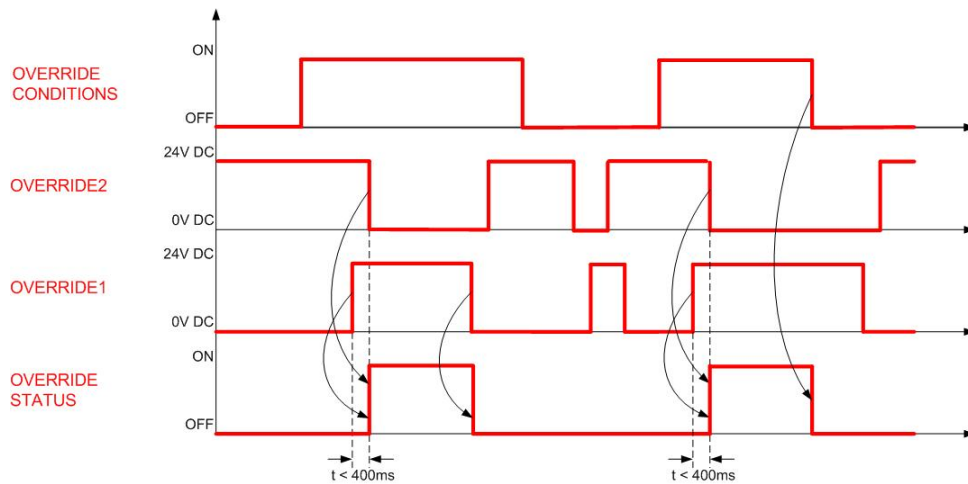 ON
OVERRIDE
CONDITIONS
OFF
24V DC
OVERRIDE2
0V DC
24V DC
OVERRIDE1
0V DC
ON
OVERRIDE
STATUS
OFF
t < 400ms
t < 400ms